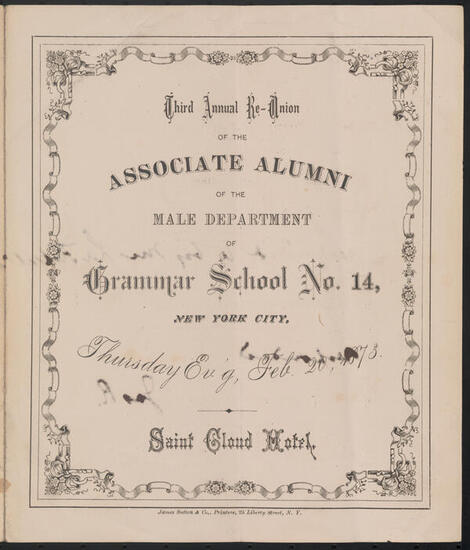 Third Annual Re-Union
OF THE
ASSOCIATE ALUMNI
OF THE
MALE DEPARTMENT
OF
Grammar School No. 14,
NEW YORK CITY,
Thursday Ev'g, Feb. 20, 1873.
Saint Cloud Hotel.
James Sutton & Co., Printers, 23 Liberty Street, N. Y.